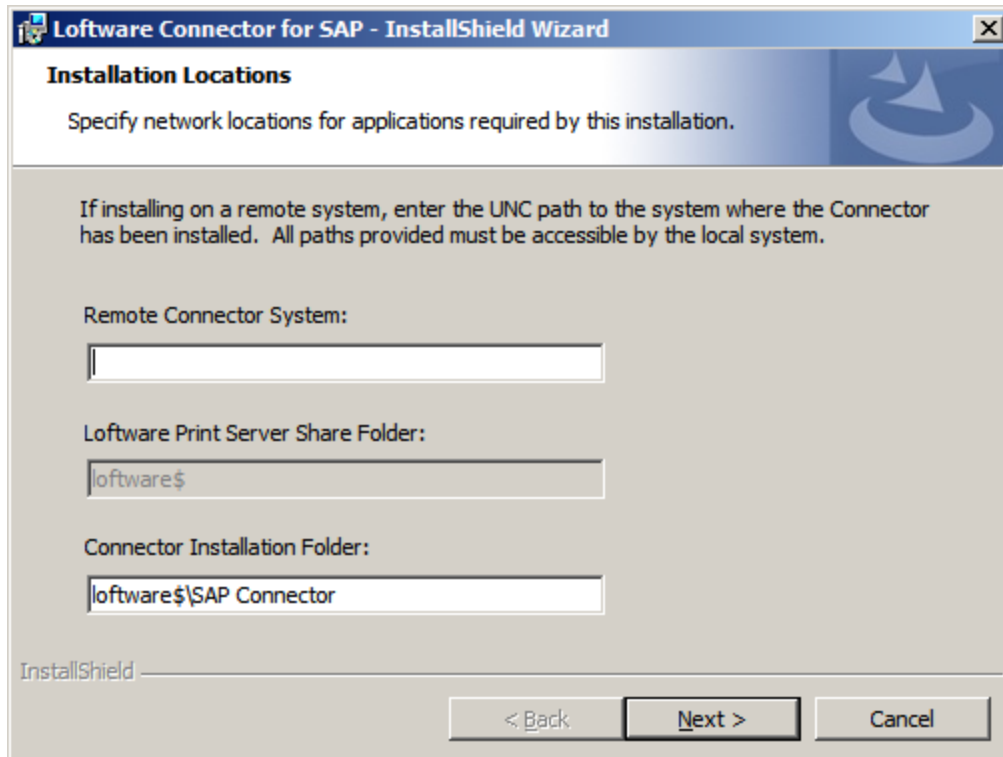 Loftware Connector for SAP - InstallShield Wizard
Installation Locations
Specify network locations for applications required by this installation.
If installing on a remote system, enter the UNC path to the system where the Connector
has been installed.  All paths provided must be accessible by the local system.
Remote Connector System:
Loftware Print Server Share Folder:
loftware$
Connector Installation Folder:
loftware$\SAP Connector
InstallShield
< Back Next > Cancel